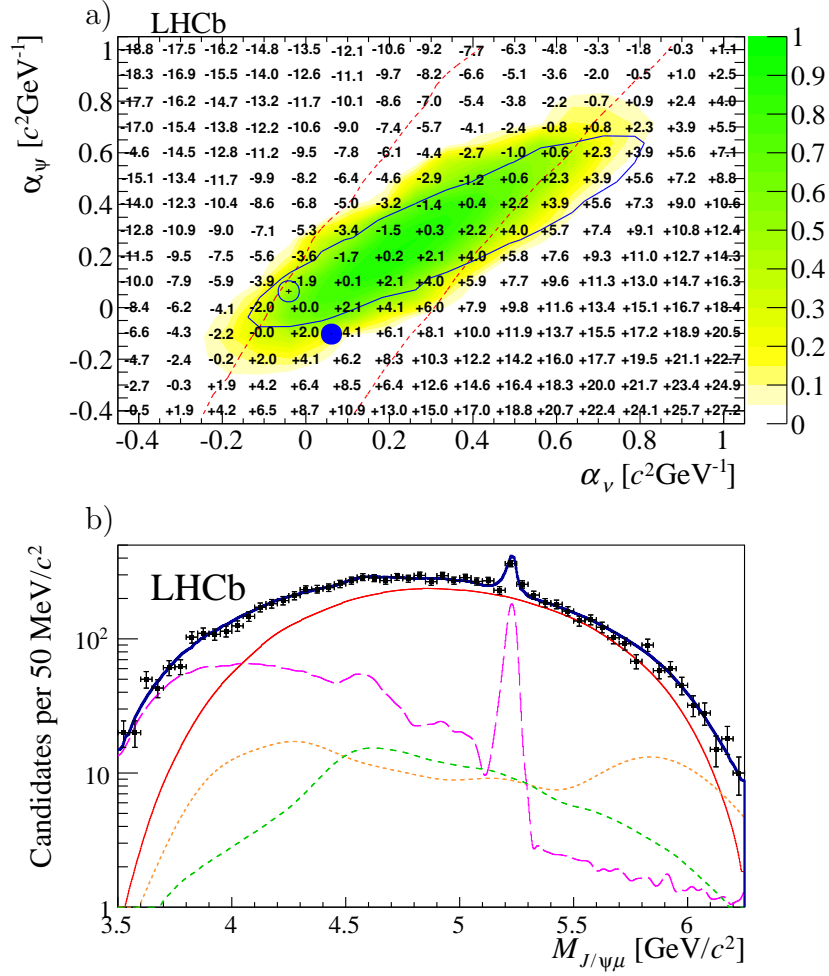 a)
LHCb
α_ψ [c²GeV⁻¹]
1 -18.8 -17.5 -16.2 -14.8 -13.5 -12.1 -10.6 -9.2 -7.7 -6.3 -4.8 -3.3 -1.8 -0.3 +1.1 1
-18.3 -16.9 -15.5 -14.0 -12.6 -11.1 -9.7 -8.2 -6.6 -5.1 -3.6 -2.0 -0.5 +1.0 +2.5 0.9
0.8 -17.7 -16.2 -14.7 -13.2 -11.7 -10.1 -8.6 -7.0 -5.4 -3.8 -2.2 -0.7 +0.9 +2.4 +4.0 0.8
-17.0 -15.4 -13.8 -12.2 -10.6 -9.0 -7.4 -5.7 -4.1 -2.4 -0.8 +0.8 +2.3 +3.9 +5.5
0.6 -14.5 -12.8 -11.2 -9.5 -7.8 -6.1 -4.4 -2.7 -1.0 +0.6 +2.3 +3.9 +5.6 +7.1 0.7
-15.1 -13.4 -11.7 -9.9 -8.2 -6.4 -4.6 -2.9 -1.2 +0.6 +2.3 +3.9 +5.6 +7.2 +8.8 0.6
0.4 -14.0 -12.3 -10.4 -8.6 -6.8 -5.0 -3.2 -1.4 +0.4 +2.2 +3.9 +5.6 +7.3 +9.0 +10.6
-12.8 -10.9 -9.0 -7.1 -5.3 -3.4 -1.5 +0.3 +2.2 +4.0 +5.7 +7.4 +9.1 +10.8 +12.4 0.5
0.2 -11.5 -9.5 -7.5 -5.6 -3.6 -1.7 +0.2 +2.1 +4.0 +5.8 +7.6 +9.3 +11.0 +12.7 +14.3 0.4
-10.0 -7.9 -5.9 -3.9 -1.9 +0.1 +2.1 +4.0 +5.9 +7.7 +9.6 +11.3 +13.0 +14.7 +16.3
0 -8.4 -6.2 -4.1 -2.0 +0.0 +2.1 +4.1 +6.0 +7.9 +9.8 +11.6 +13.4 +15.1 +16.7 +18.4 0.3
-6.6 -4.3 -2.2 -0.0 +2.0 +4.1 +6.1 +8.1 +10.0 +11.9 +13.7 +15.5 +17.2 +18.9 +20.5
-0.2 -4.7 -2.4 -0.2 +2.0 +4.1 +6.2 +8.3 +10.3 +12.2 +14.2 +16.0 +17.7 +19.5 +21.1 +22.7 0.2
-2.7 -0.3 +1.9 +4.2 +6.4 +8.5 +6.4 +12.6 +14.6 +16.4 +18.3 +20.0 +21.7 +23.4 +24.9 0.1
-0.4 -0.5 +1.9 +4.2 +6.5 +8.7 +10.9 +13.0 +15.0 +17.0 +18.8 +20.7 +22.4 +24.1 +25.7 +27.2 0
-0.4 -0.2 0 0.2 0.4 0.6 0.8 1
α_ν [c²GeV⁻¹]
b)
Candidates per 50 MeV/c²
LHCb
10²
10
1
3.5 4 4.5 5 5.5 6
M_J/ψμ [GeV/c²]